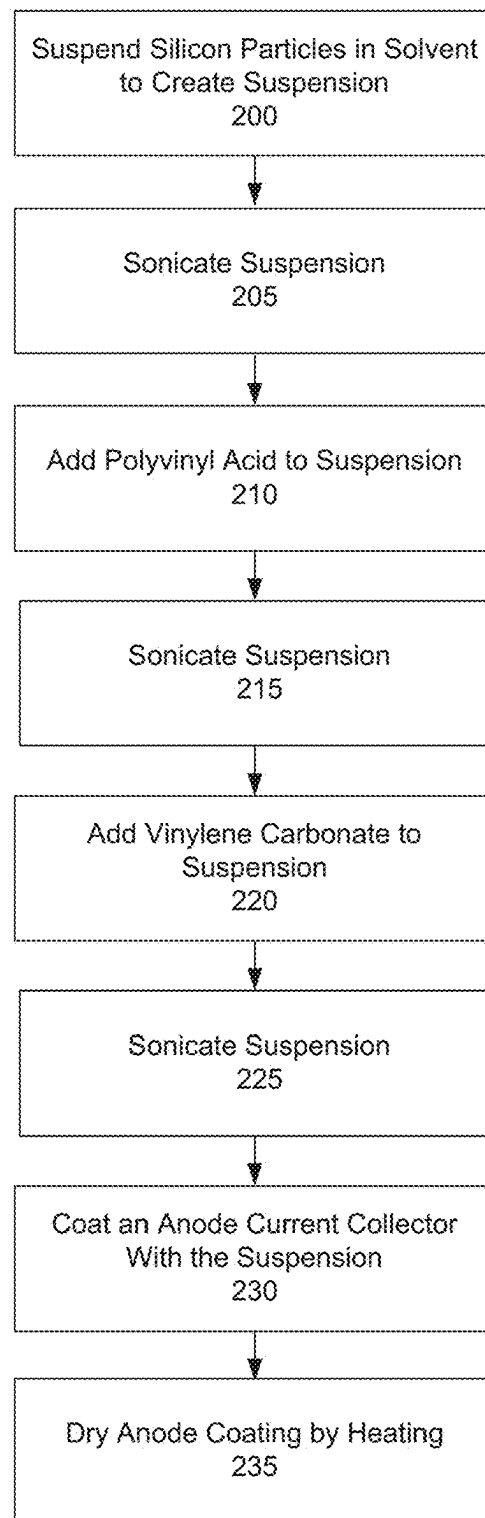 Suspend Silicon Particles in Solvent
to Create Suspension
200
Sonicate Suspension
205
Add Polyvinyl Acid to Suspension
210
Sonicate Suspension
215
Add Vinylene Carbonate to
Suspension
220
Sonicate Suspension
225
Coat an Anode Current Collector
With the Suspension
230
Dry Anode Coating by Heating
235